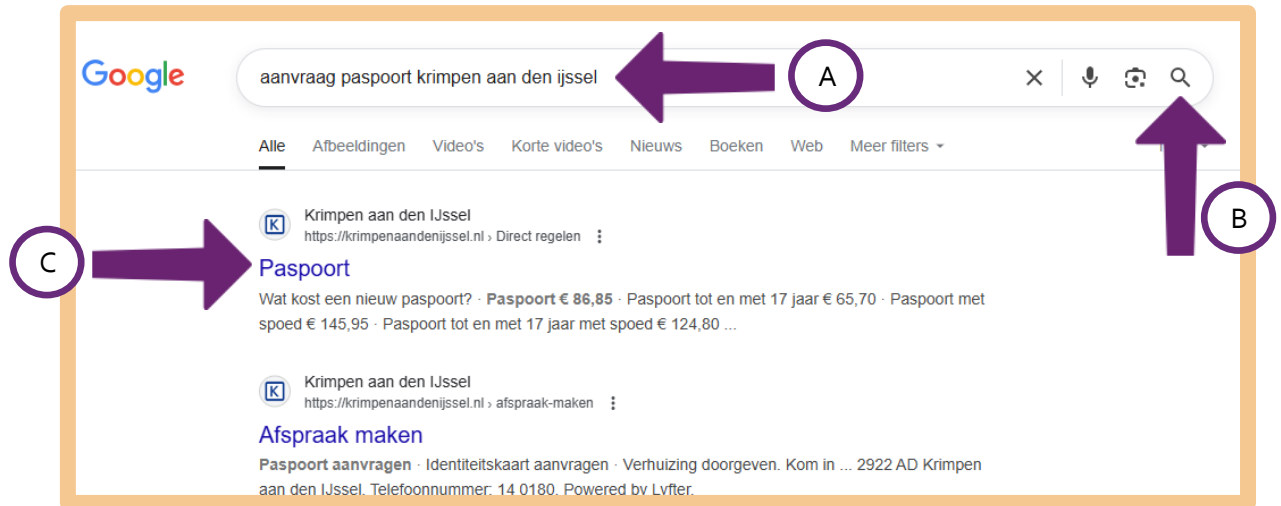 Google
aanvraag paspoort krimpen aan den ijssel
A
Alle Afbeeldingen Video's Korte video's Nieuws Boeken Web Meer filters
B
K
Krimpen aan den IJssel
https://krimpenaandenijssel.nl › Direct regelen
C
Paspoort
Wat kost een nieuw paspoort? · Paspoort € 86,85 · Paspoort tot en met 17 jaar € 65,70 · Paspoort met
spoed € 145,95 · Paspoort tot en met 17 jaar met spoed € 124,80 ...
K
Krimpen aan den IJssel
https://krimpenaandenijssel.nl › afspraak-maken
Afspraak maken
Paspoort aanvragen · Identiteitskaart aanvragen · Verhuizing doorgeven. Kom in ... 2922 AD Krimpen
aan den IJssel. Telefoonnummer: 14 0180. Powered by Lyfter.